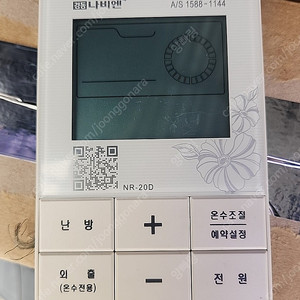 경동나비엔
A/S 1588-1144
NR-20D
난 방
+
온수조절
예약설정
외 출
(온수전용)
−
전 원